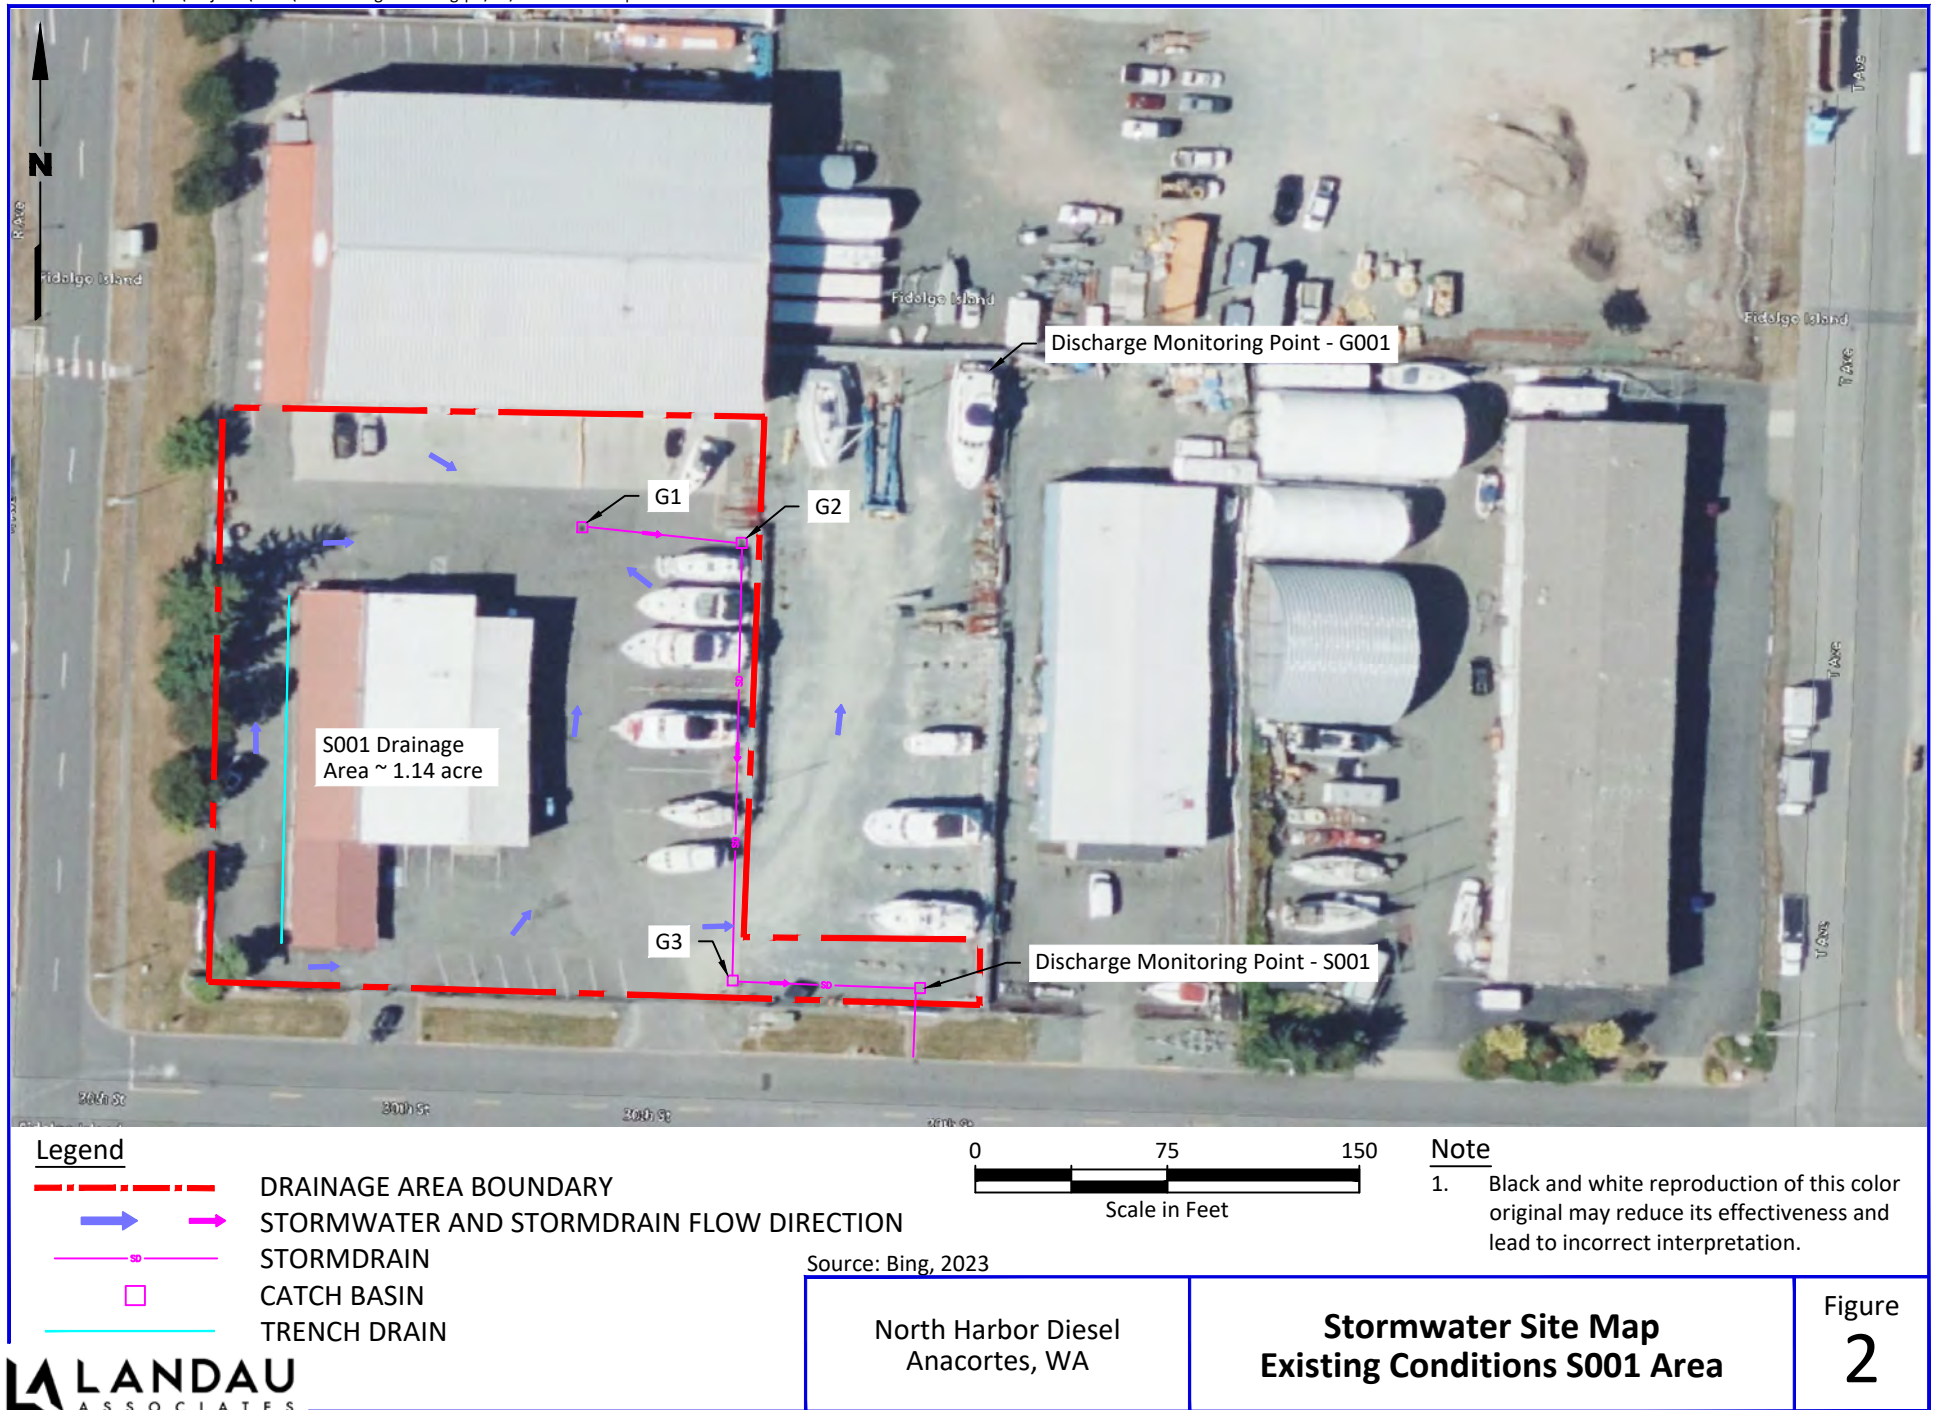 N
R Ave
T Ave
Fidalgo Island
Fidalgo Island
Fidalgo Island
Discharge Monitoring Point - G001
T Ave
G1
G2
T Ave
S001 Drainage
Area ~ 1.14 acre
SD
SD
G3
Discharge Monitoring Point - S001
SD
T Ave
30th St
30th St
30th St
Legend
DRAINAGE AREA BOUNDARY
STORMWATER AND STORMDRAIN FLOW DIRECTION
SD
STORMDRAIN
CATCH BASIN
TRENCH DRAIN
0 75 150
Scale in Feet
Note
1. Black and white reproduction of this color
original may reduce its effectiveness and
lead to incorrect interpretation.
Source: Bing, 2023
North Harbor Diesel
Anacortes, WA
Stormwater Site Map
Existing Conditions S001 Area
Figure
2
LANDAU
ASSOCIATES